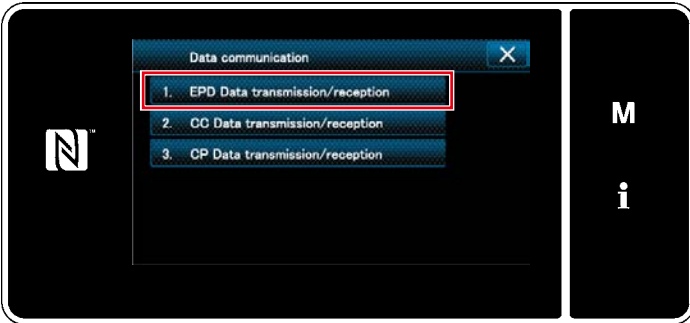 Data communication
1. EPD Data transmission/reception
2. CC Data transmission/reception
3. CP Data transmission/reception
M
i
N